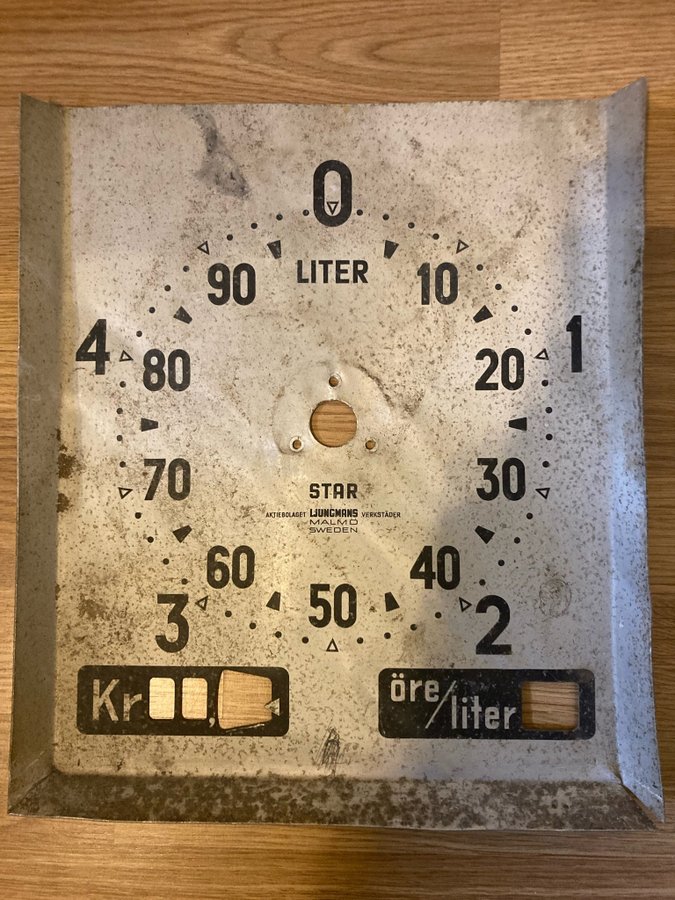 0
LITER
90
10
4
1
80
20
70
30
STAR
AKTIEBOLAGET LJUNGMANS VERKSTÄDER
MALMÖ
SWEDEN
60
40
50
3
2
Kr ,
öre/liter